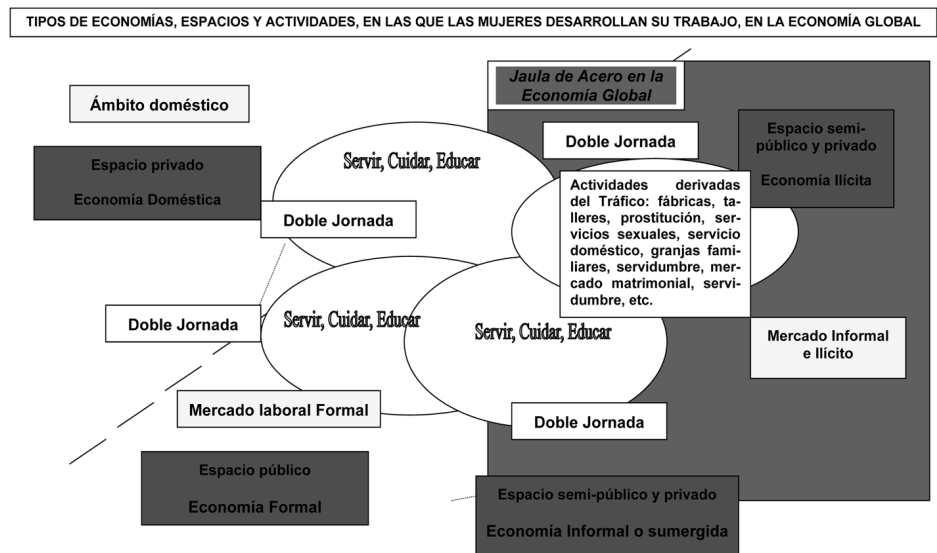 TIPOS DE ECONOMÍAS, ESPACIOS Y ACTIVIDADES, EN LAS QUE LAS MUJERES DESARROLLAN SU TRABAJO, EN LA ECONOMÍA GLOBAL
Jaula de Acero en la
Economía Global
Ámbito doméstico
Espacio privado
Economía Doméstica
Servir, Cuidar, Educar
Doble Jornada
Doble Jornada
Espacio semi-
público y privado
Economía Ilícita
Actividades derivadas
del Tráfico: fábricas, ta-
lleres, prostitución, ser-
vicios sexuales, servicio
doméstico, granjas fami-
liares, servidumbre, mer-
cado matrimonial, servi-
dumbre, etc.
Doble Jornada
Servir, Cuidar, Educar
Servir, Cuidar, Educar
Mercado Informal
e Ilícito
Mercado laboral Formal
Doble Jornada
Espacio público
Economía Formal
Espacio semi-público y privado
Economía Informal o sumergida